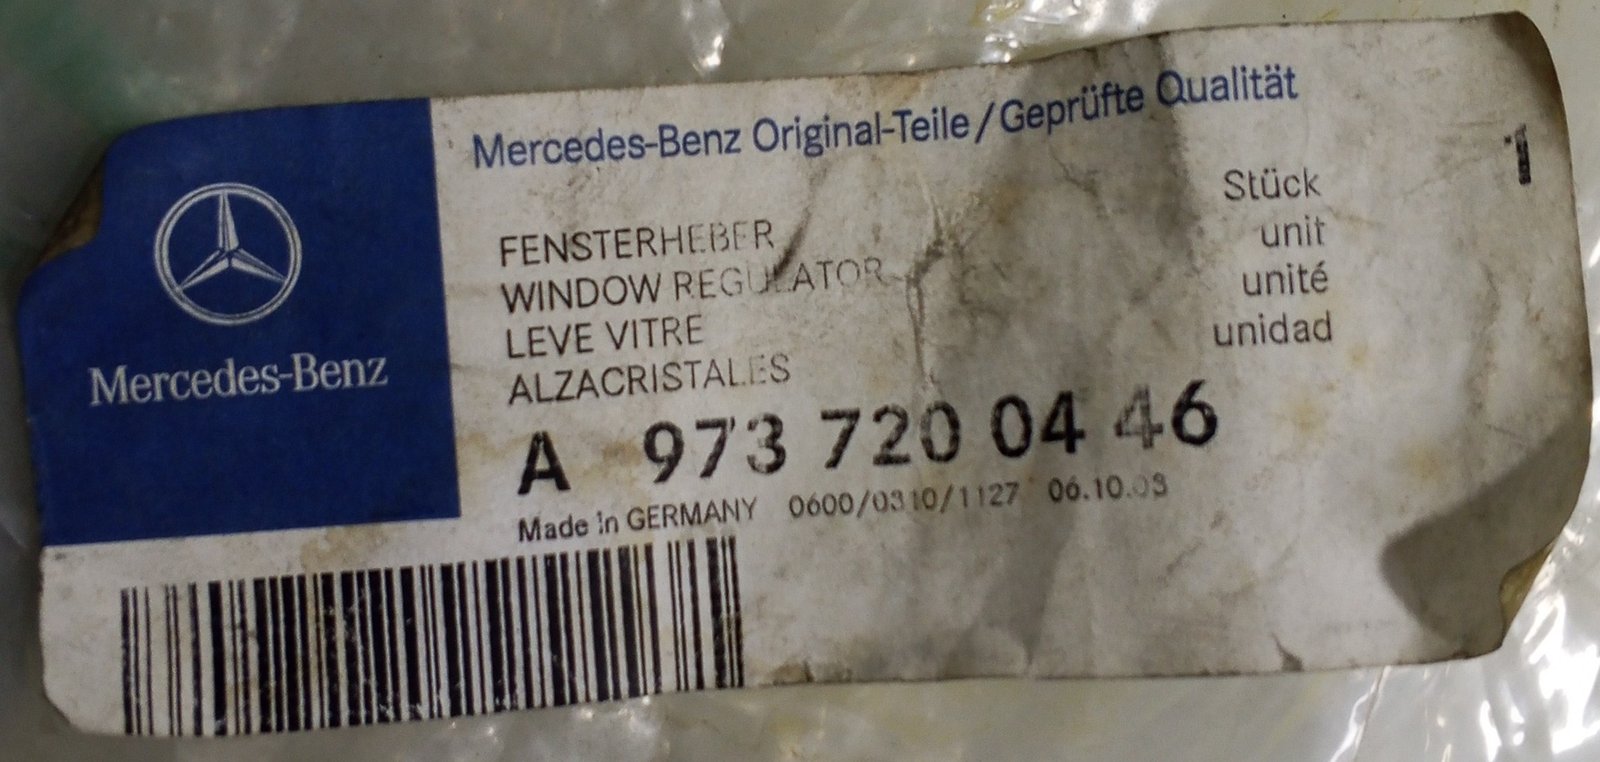 Mercedes-Benz
Mercedes-Benz Original-Teile/Geprüfte Qualität
FENSTERHEBER
WINDOW REGULATOR
LEVE VITRE
ALZACRISTALES
Stück
unit
unité
unidad
1
A 973 720 04 46
Made in GERMANY 0600/0310/1127 06.10.03